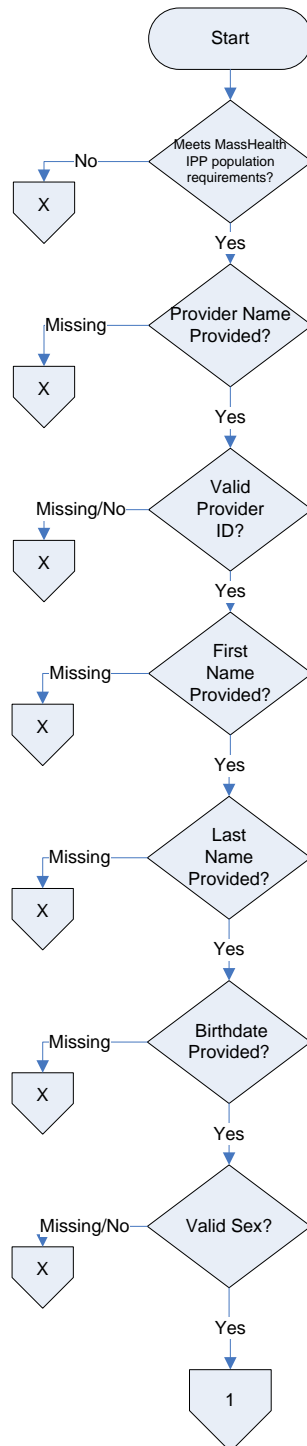 Start
Meets MassHealth
IPP population
requirements?
No
X
Yes
Provider Name
Provided?
Missing
X
Yes
Valid
Provider
ID?
Missing/No
X
Yes
First
Name
Provided?
Missing
X
Yes
Last
Name
Provided?
Missing
X
Yes
Birthdate
Provided?
Missing
X
Yes
Valid Sex?
Missing/No
X
Yes
1